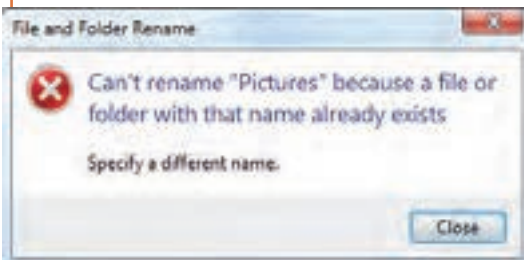 File and Folder Rename
Can't rename "Pictures" because a file or
folder with that name already exists
Specify a different name.
Close